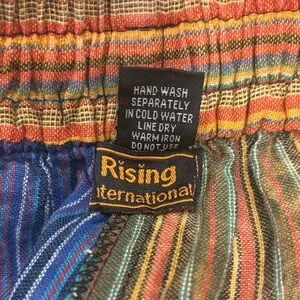 HAND WASH
SEPARATELY
IN COLD WATER
LINE DRY
WARM IRON
DO NOT USE
Rising
International